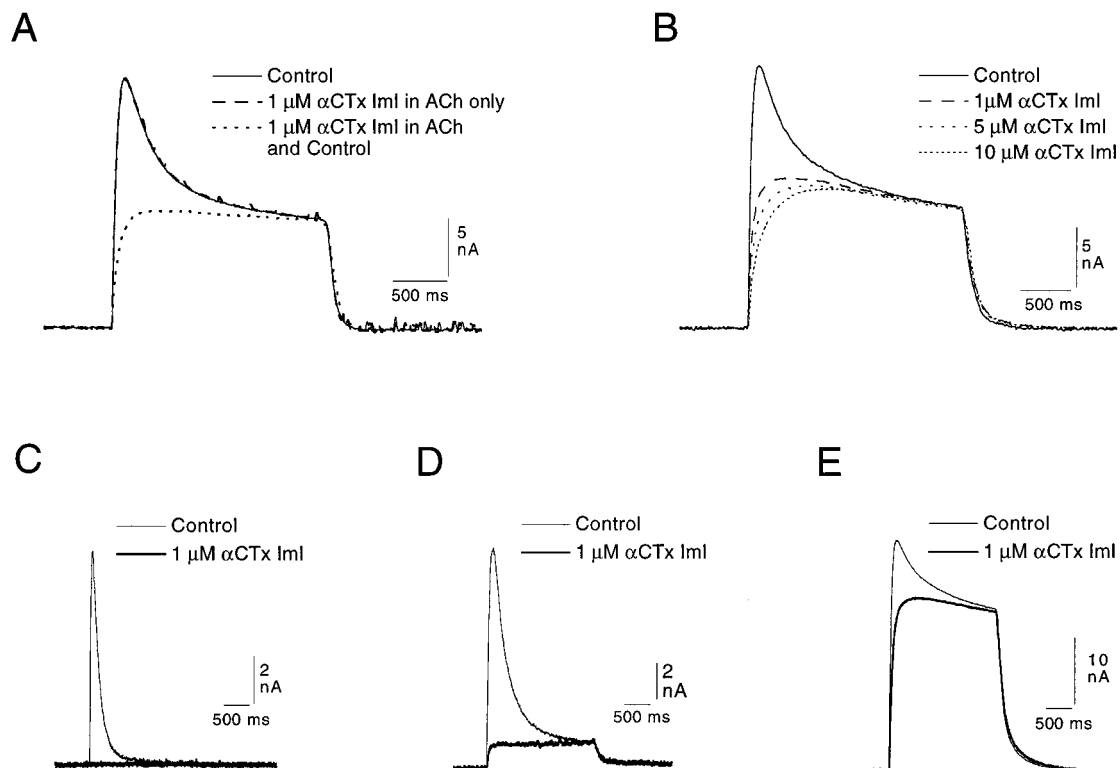 A
Control
1 µM αCTx ImI in ACh only
1 µM αCTx ImI in ACh
and Control
5
nA
500 ms
B
Control
1µM αCTx ImI
5 µM αCTx ImI
10 µM αCTx ImI
5
nA
500 ms
C
Control
1 µM αCTx ImI
2
nA
500 ms
D
Control
1 µM αCTx ImI
2
nA
500 ms
E
Control
1 µM αCTx ImI
10
nA
500 ms